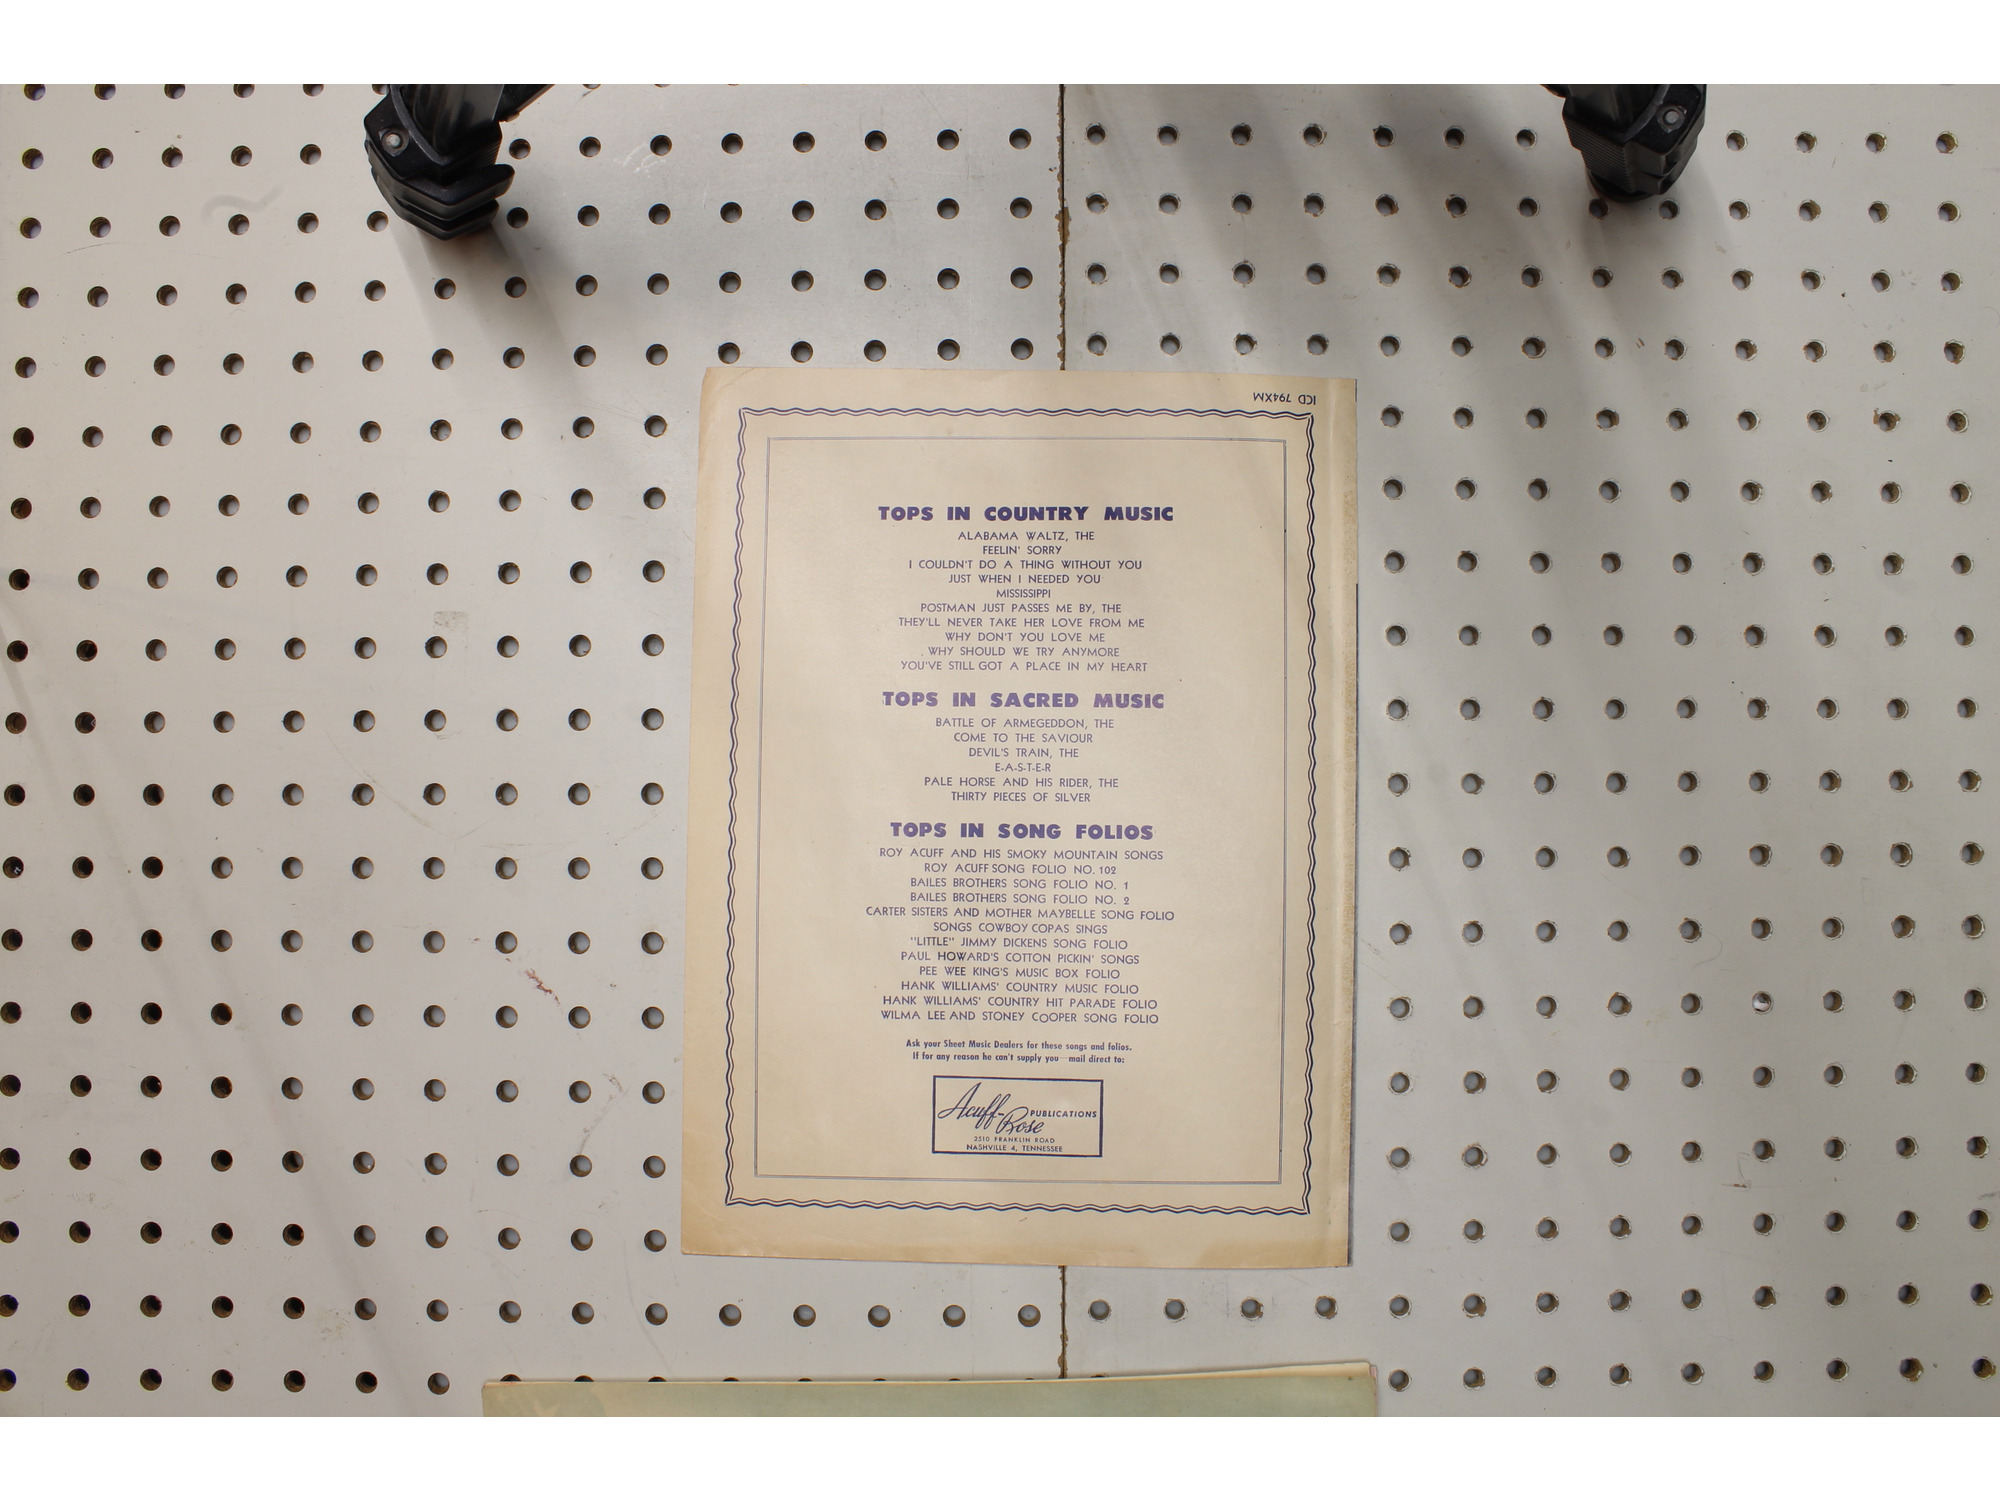 ICD 794XM
TOPS IN COUNTRY MUSIC
ALABAMA WALTZ, THE
FEELIN' SORRY
I COULDN'T DO A THING WITHOUT YOU
JUST WHEN I NEEDED YOU
MISSISSIPPI
POSTMAN JUST PASSES ME BY, THE
THEY'LL NEVER TAKE HER LOVE FROM ME
WHY DON'T YOU LOVE ME
WHY SHOULD WE TRY ANYMORE
YOU'VE STILL GOT A PLACE IN MY HEART
TOPS IN SACRED MUSIC
BATTLE OF ARMEGEDDON, THE
COME TO THE SAVIOUR
DEVIL'S TRAIN, THE
E-A-S-T-E-R
PALE HORSE AND HIS RIDER, THE
THIRTY PIECES OF SILVER
TOPS IN SONG FOLIOS
ROY ACUFF AND HIS SMOKY MOUNTAIN SONGS
ROY ACUFF SONG FOLIO NO. 102
BAILES BROTHERS SONG FOLIO NO. 1
BAILES BROTHERS SONG FOLIO NO. 2
CARTER SISTERS AND MOTHER MAYBELLE SONG FOLIO
SONGS COWBOY COPAS SINGS
"LITTLE" JIMMY DICKENS SONG FOLIO
PAUL HOWARD'S COTTON PICKIN' SONGS
PEE WEE KING'S MUSIC BOX FOLIO
HANK WILLIAMS' COUNTRY MUSIC FOLIO
HANK WILLIAMS' COUNTRY HIT PARADE FOLIO
WILMA LEE AND STONEY COOPER SONG FOLIO
Ask your Sheet Music Dealers for these songs and folios.
If for any reason he can't supply you—mail direct to:
Acuff-Rose PUBLICATIONS
2510 FRANKLIN ROAD
NASHVILLE 4, TENNESSEE